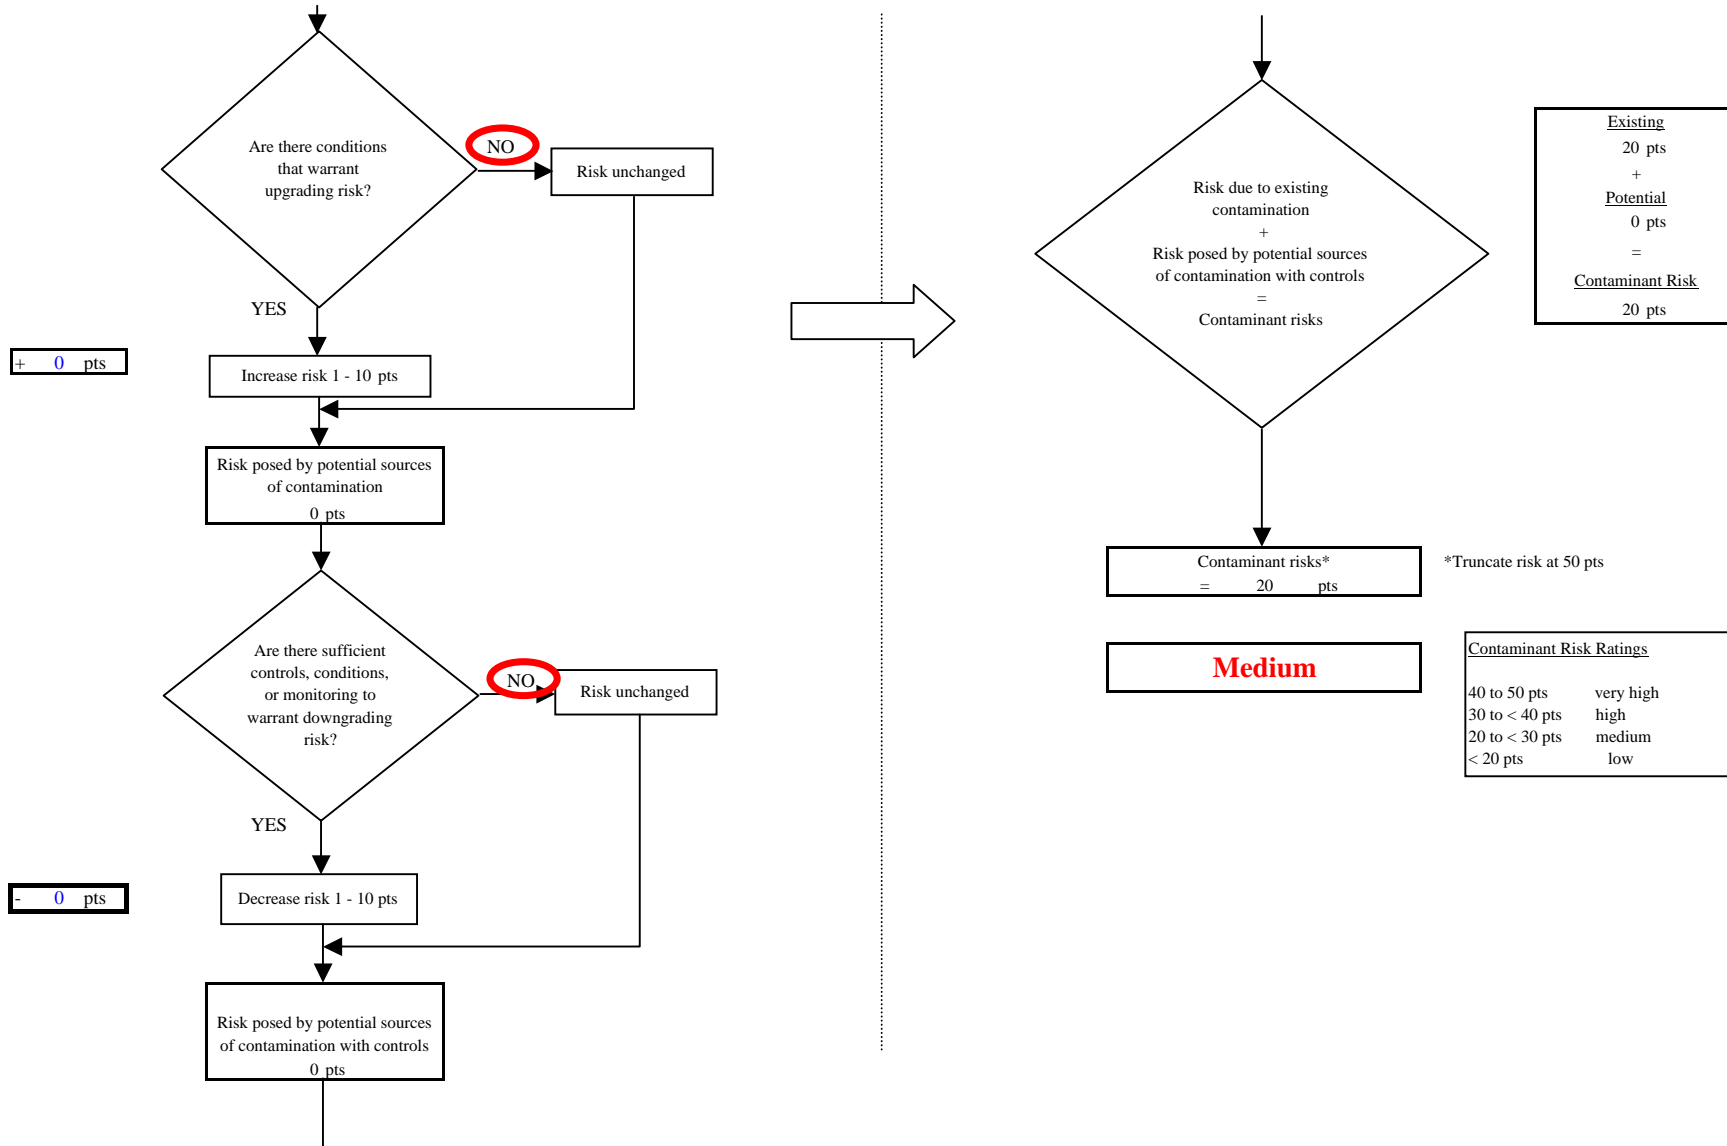 Are there conditions
that warrant
upgrading risk?
NO
Risk unchanged
YES
+ 0 pts
Increase risk 1 - 10 pts
Risk posed by potential sources
of contamination
0 pts
Are there sufficient
controls, conditions,
or monitoring to
warrant downgrading
risk?
NO
Risk unchanged
YES
- 0 pts
Decrease risk 1 - 10 pts
Risk posed by potential sources
of contamination with controls
0 pts
Risk due to existing
contamination
+
Risk posed by potential sources
of contamination with controls
=
Contaminant risks
Existing
20 pts
+
Potential
0 pts
=
Contaminant Risk
20 pts
Contaminant risks*
= 20 pts
*Truncate risk at 50 pts
Medium
Contaminant Risk Ratings
40 to 50 pts very high
30 to < 40 pts high
20 to < 30 pts medium
< 20 pts low